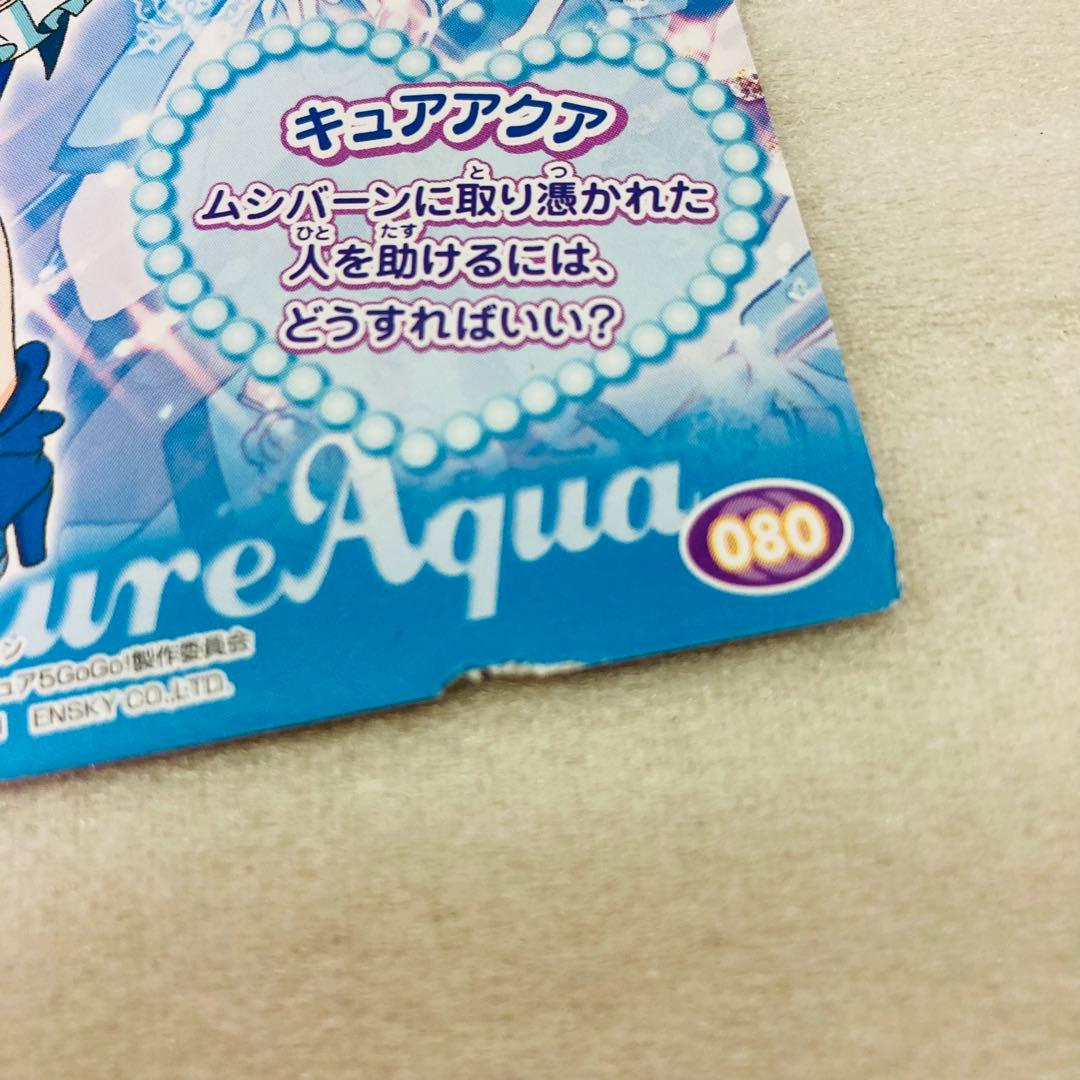 キュアアクア
ムシバーンに取り憑かれた
人を助けるには、
どうすればいい?
ureAqua
080
ン
ュア5GoGo!製作委員会
ENSKY CO.,LTD.